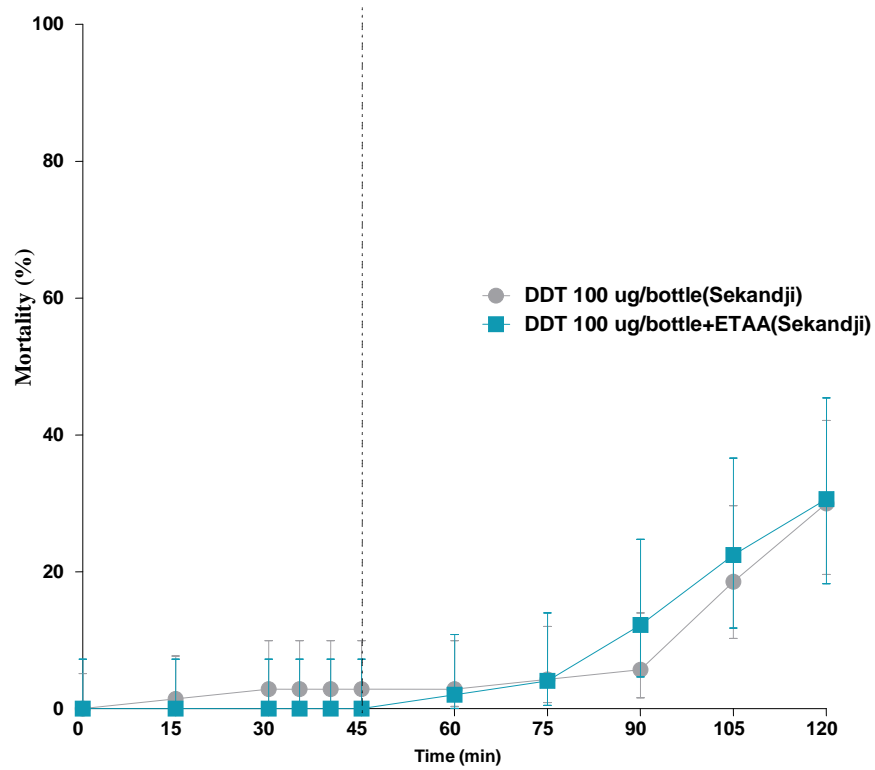 100
80
60
40
20
0
Mortality (%)
DDT 100 ug/bottle(Sekandji)
DDT 100 ug/bottle+ETAA(Sekandji)
0 15 30 45 60 75 90 105 120
Time (min)